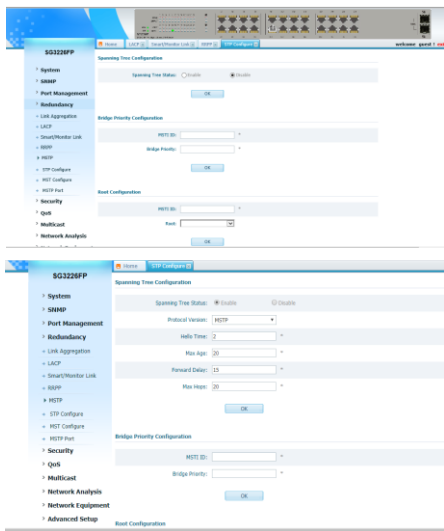 SG3226FP
Home LACP Smart/Monitor Link RRPP STP Configure welcome guest !
Spanning Tree Configuration
System
Spanning Tree Status: Enable Disable
SNMP
Port Management
OK
Redundancy
Link Aggregation
Bridge Priority Configuration
LACP
Smart/Monitor Link
MSTI ID: *
RRPP
Bridge Priority: *
MSTP
STP Configure
OK
MST Configure
MSTP Port
Root Configuration
Security
QoS
MSTI ID: *
Multicast
Root:
Network Analysis
OK
SG3226FP
Home STP Configure
Spanning Tree Configuration
System
Spanning Tree Status: Enable Disable
SNMP
Port Management
Protocol Version: MSTP
Redundancy
Hello Time: 2 *
Link Aggregation
Max Age: 20 *
LACP
Smart/Monitor Link
Forward Delay: 15 *
RRPP
Max Hops: 20 *
MSTP
OK
STP Configure
MST Configure
MSTP Port
Bridge Priority Configuration
Security
MSTI ID: *
QoS
Bridge Priority: *
Multicast
Network Analysis
OK
Network Equipment
Advanced Setup
Root Configuration